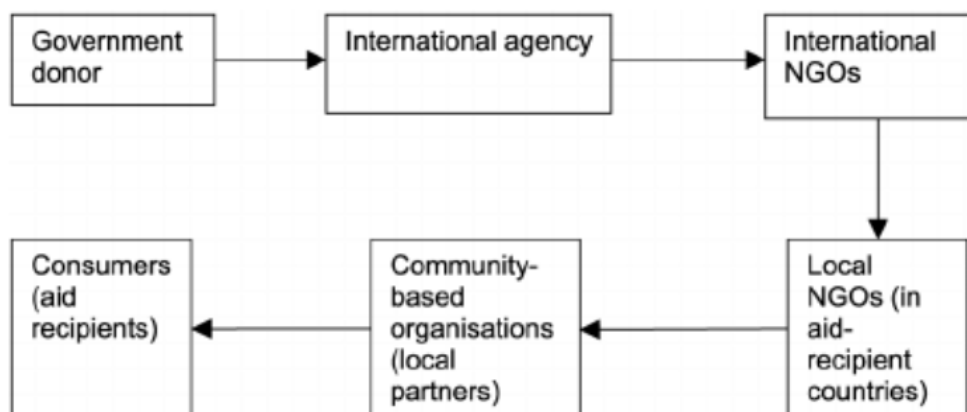 Government
donor
International agency
International
NGOs
Consumers
(aid
recipients)
Community-
based
organisations
(local
partners)
Local
NGOs (in
aid-
recipient
countries)